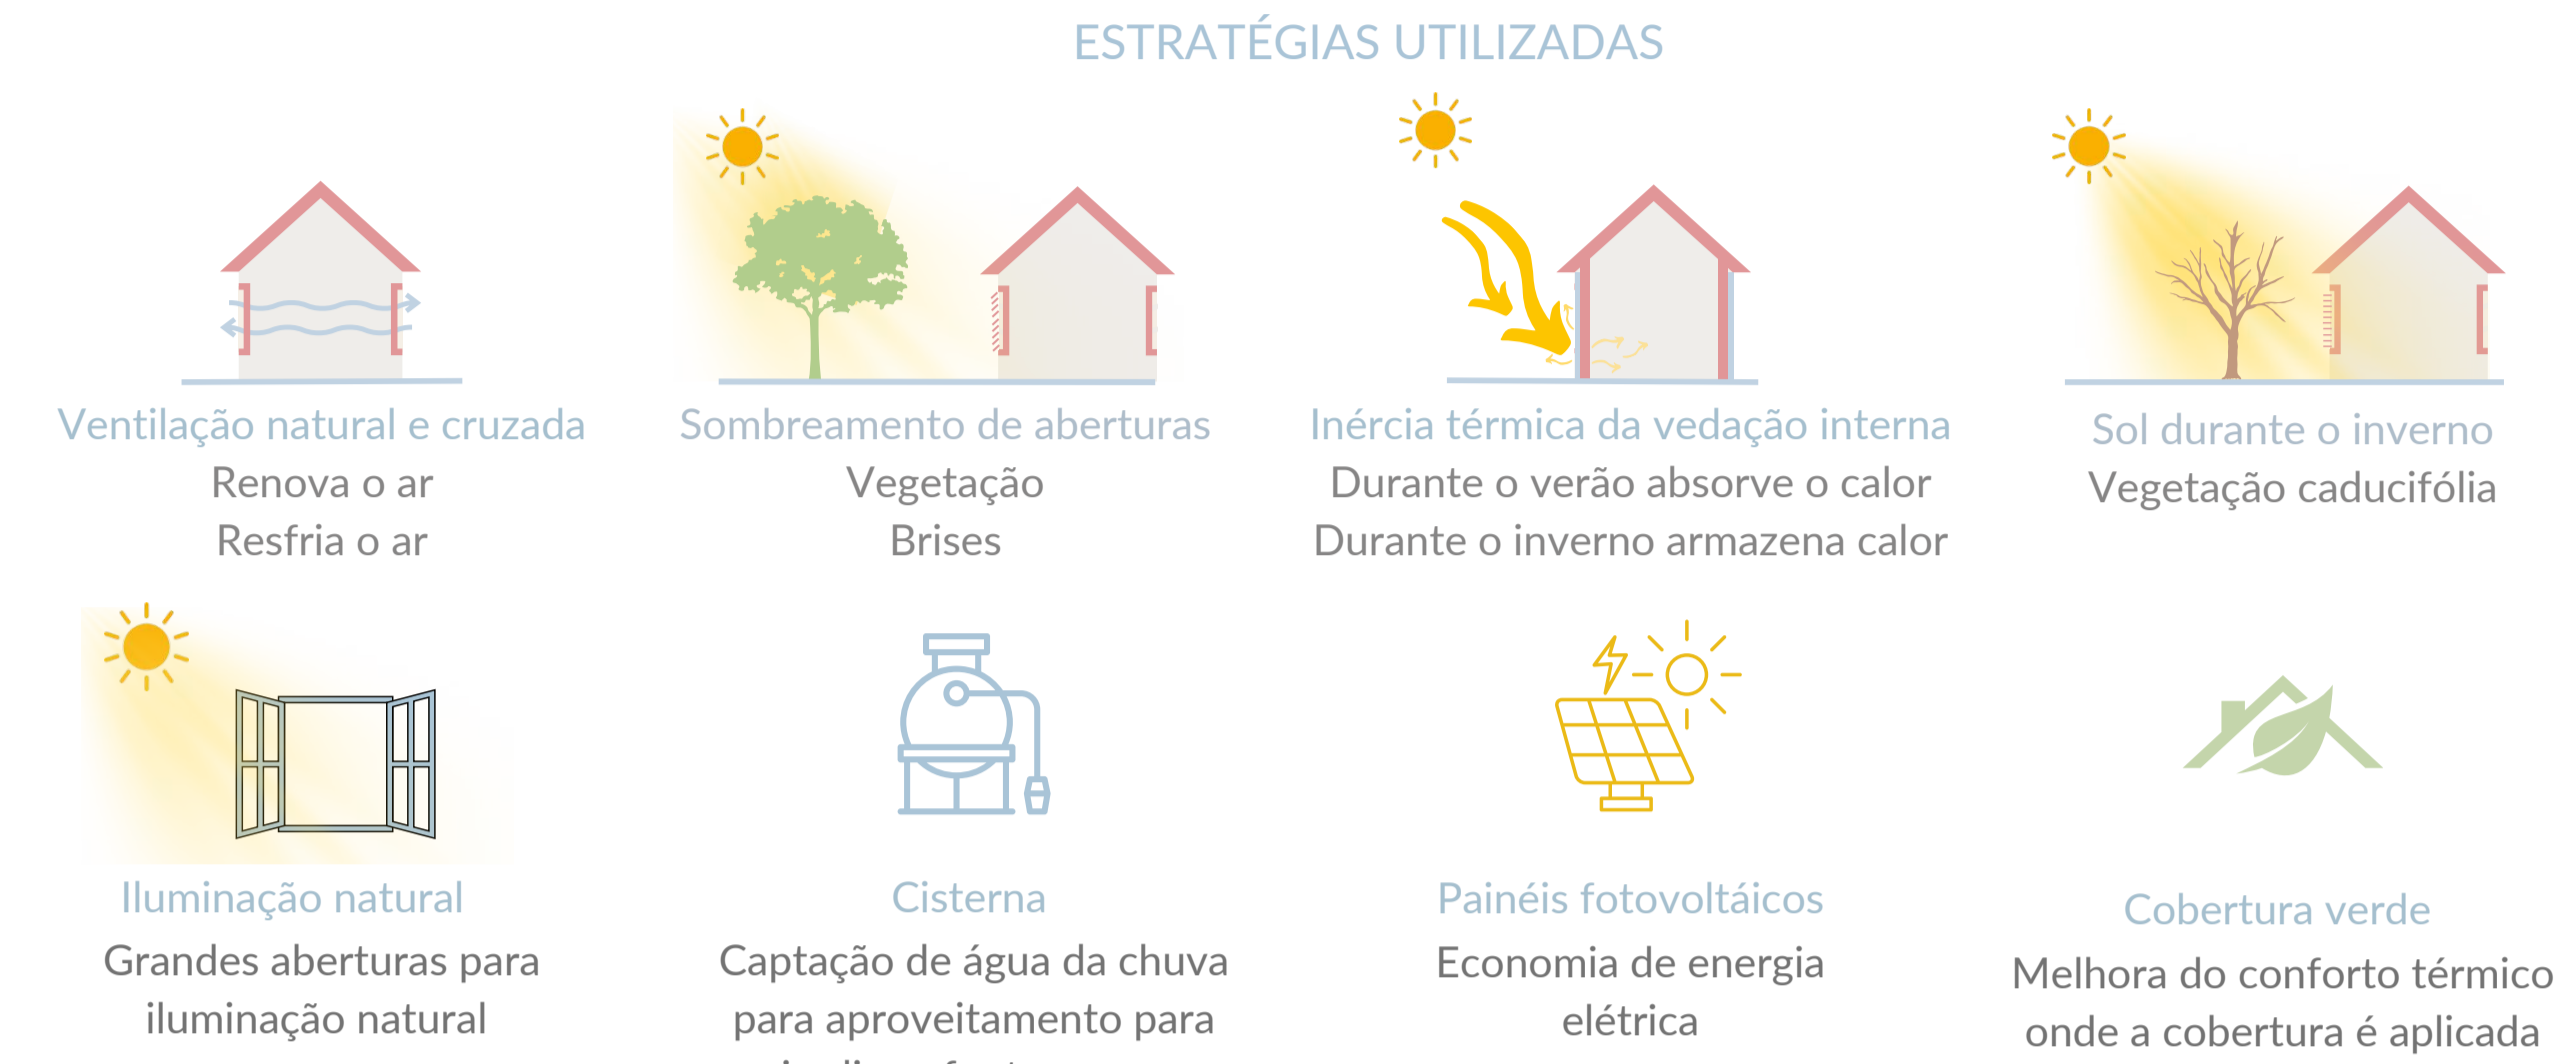 ESTRATÉGIAS UTILIZADAS
Ventilação natural e cruzada
Renova o ar
Resfria o ar
Sombreamento de aberturas
Vegetação
Brises
Inércia térmica da vedação interna
Durante o verão absorve o calor
Durante o inverno armazena calor
Sol durante o inverno
Vegetação caducifólia
Iluminação natural
Grandes aberturas para
iluminação natural
Cisterna
Captação de água da chuva
para aproveitamento para
Painéis fotovoltáicos
Economia de energia
elétrica
Cobertura verde
Melhora do conforto térmico
onde a cobertura é aplicada